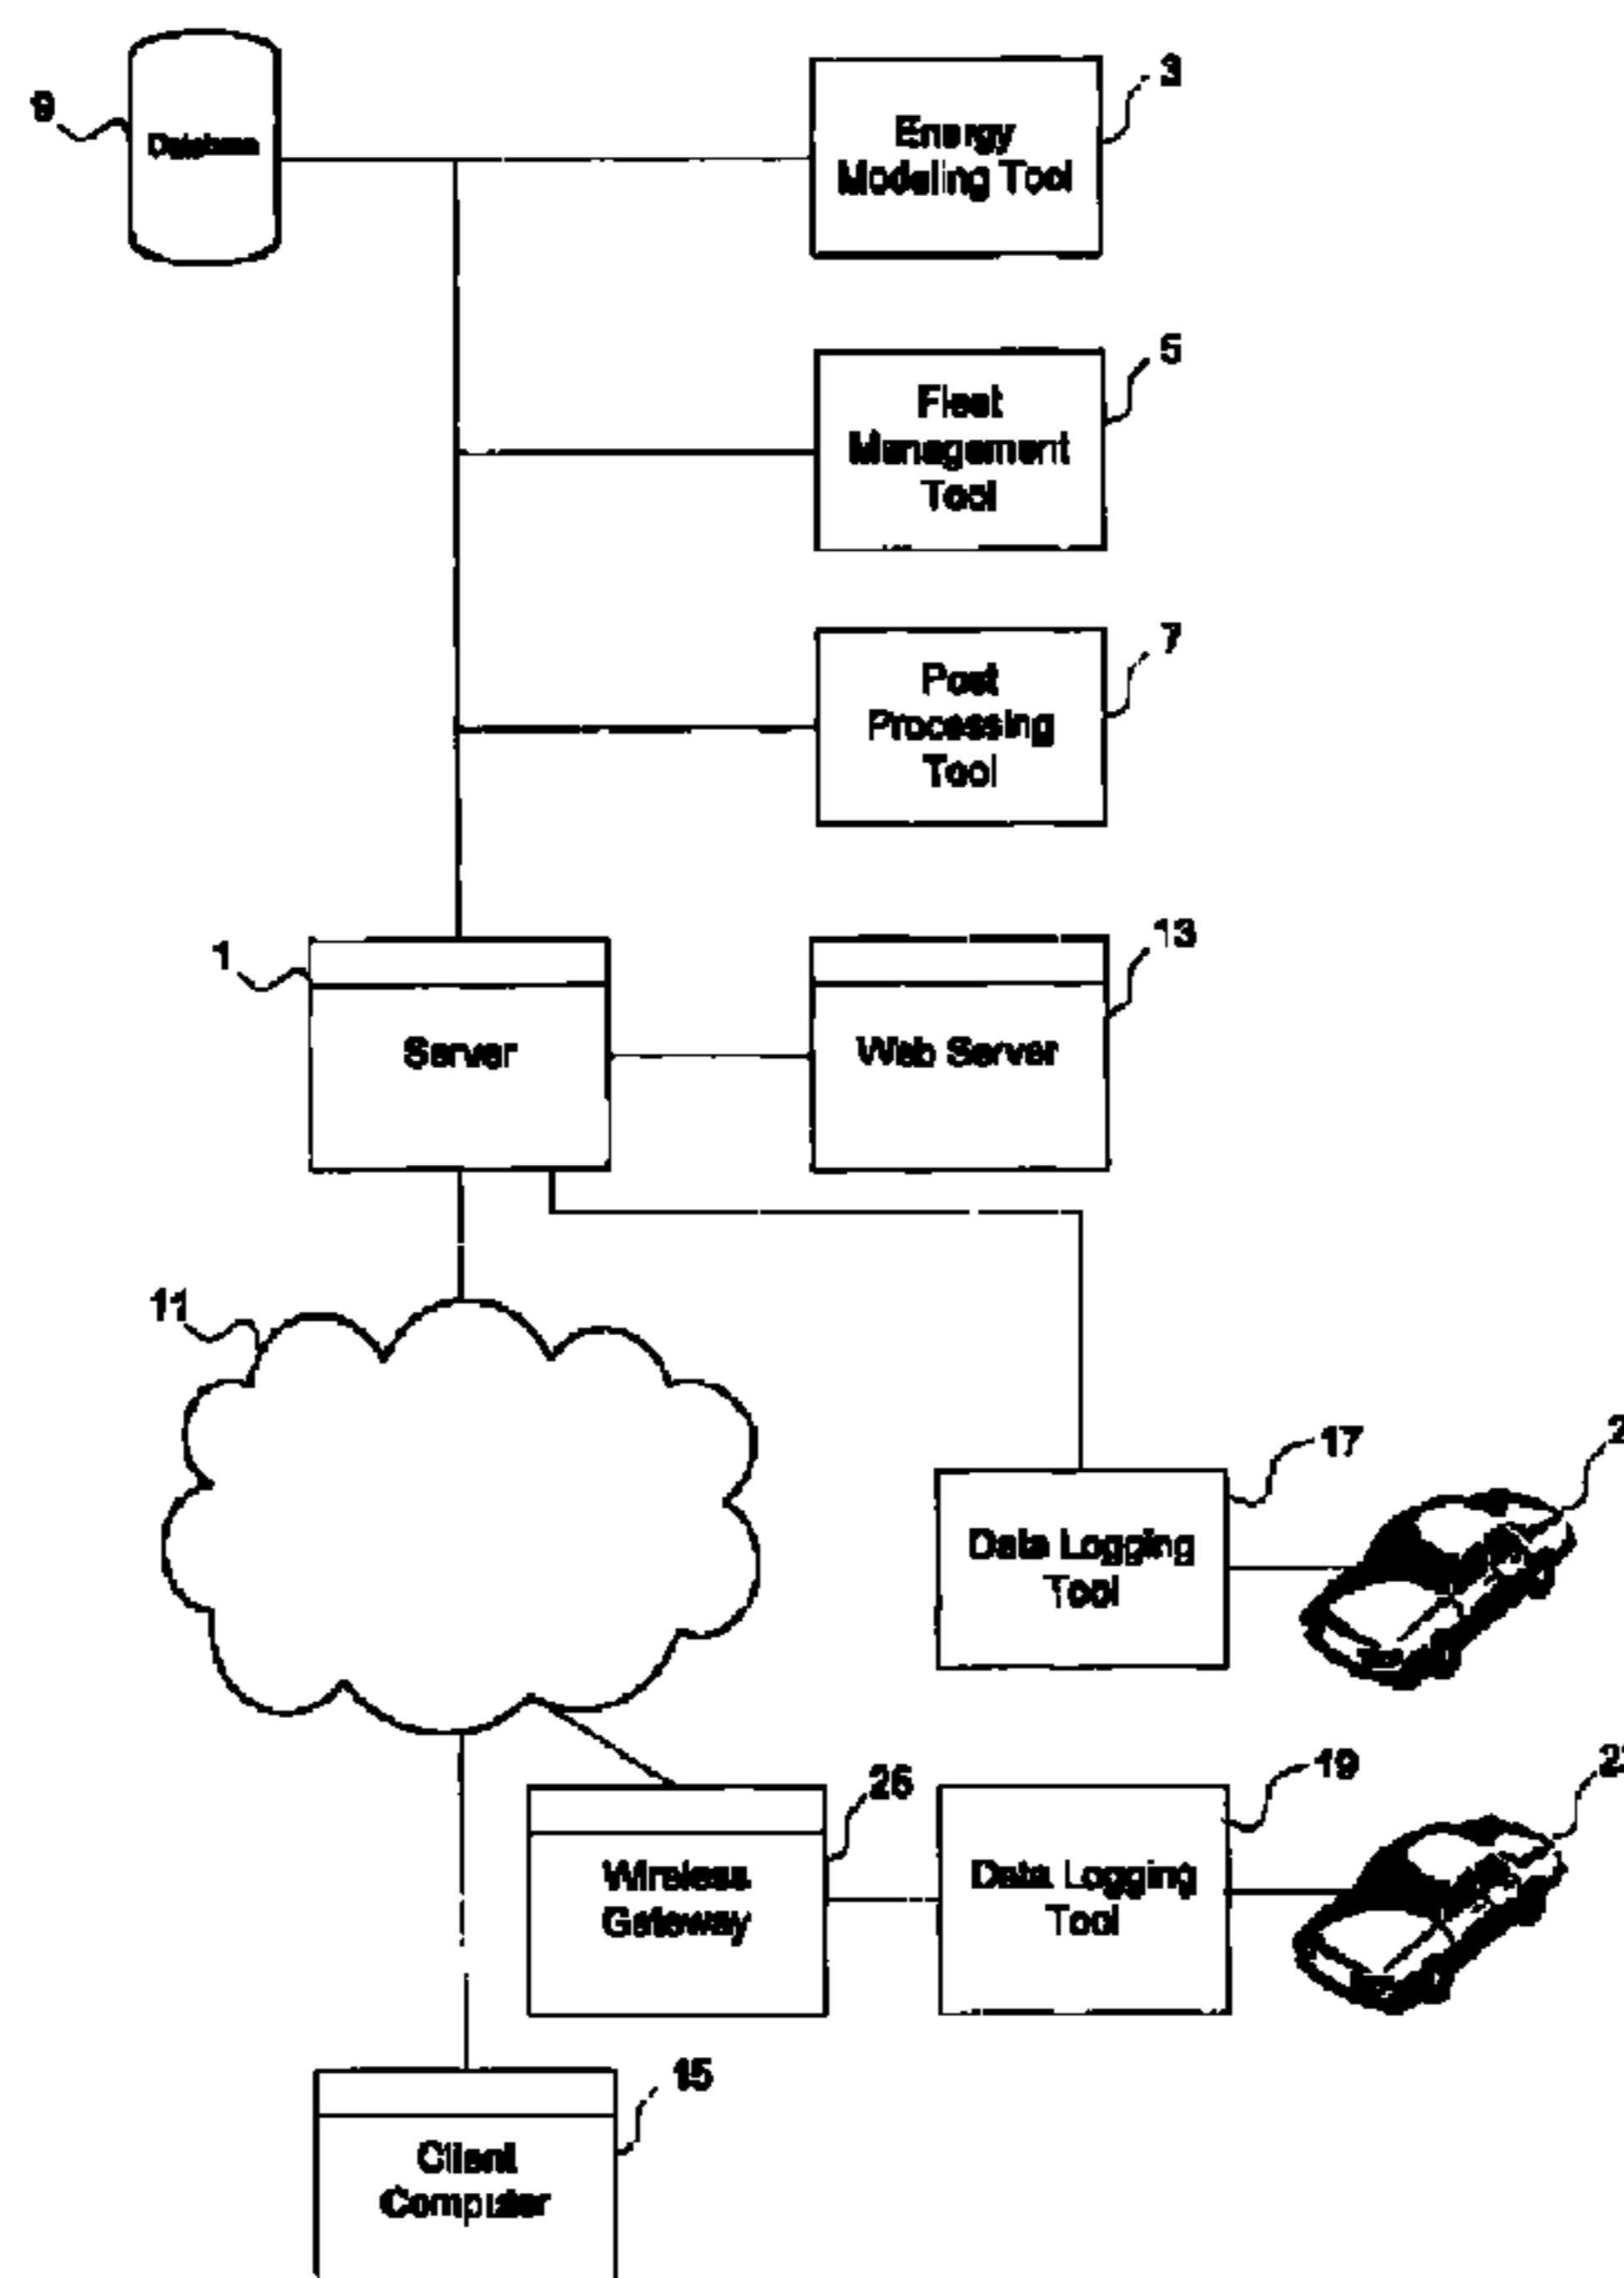 9
Database
3
Energy
Modeling Tool
5
Fleet
Management
Tool
7
Post
Processing
Tool
1
Server
13
Web Server
11
17
Data Logging
Tool
19
Data Logging
Tool
25
Wireless
Gateway
15
Client
Computer